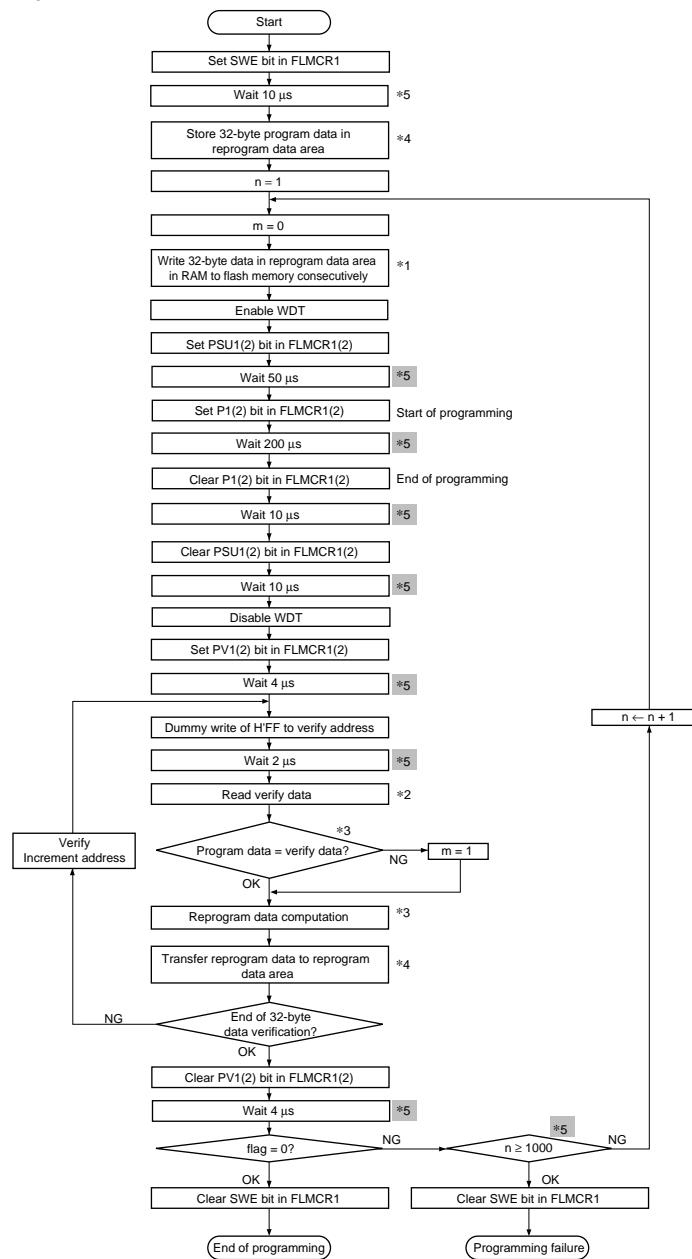 Start
Set SWE bit in FLMCR1
Wait 10 µs
*5
Store 32-byte program data in
reprogram data area
*4
n = 1
m = 0
Write 32-byte data in reprogram data area
in RAM to flash memory consecutively
*1
Enable WDT
Set PSU1(2) bit in FLMCR1(2)
Wait 50 µs
*5
Set P1(2) bit in FLMCR1(2)
Start of programming
Wait 200 µs
*5
Clear P1(2) bit in FLMCR1(2)
End of programming
Wait 10 µs
*5
Clear PSU1(2) bit in FLMCR1(2)
Wait 10 µs
*5
Disable WDT
Set PV1(2) bit in FLMCR1(2)
Wait 4 µs
*5
n ← n + 1
Dummy write of H'FF to verify address
Wait 2 µs
*5
Read verify data
*2
*3
Program data = verify data?
NG
m = 1
Verify
Increment address
OK
Reprogram data computation
*3
Transfer reprogram data to reprogram
data area
*4
End of 32-byte
data verification?
NG
OK
Clear PV1(2) bit in FLMCR1(2)
Wait 4 µs
*5
*5
flag = 0?
NG
n ≥ 1000
NG
OK
OK
Clear SWE bit in FLMCR1
Clear SWE bit in FLMCR1
End of programming
Programming failure